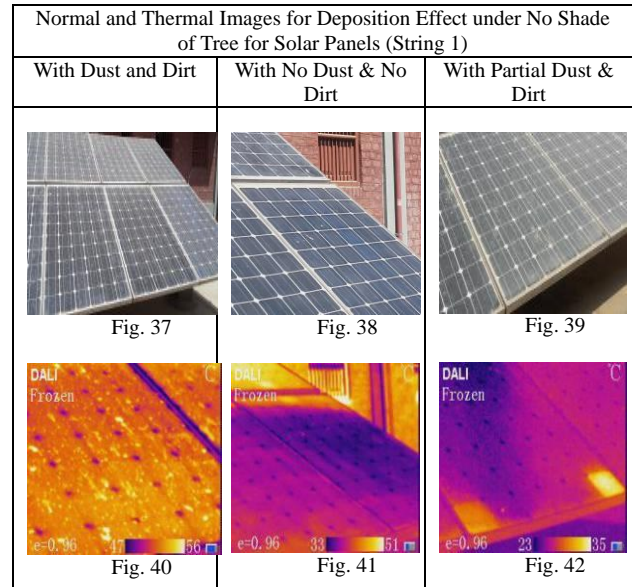 Normal and Thermal Images for Deposition Effect under No Shade
of Tree for Solar Panels (String 1)
With Dust and Dirt
With No Dust & No
Dirt
With Partial Dust &
Dirt
Fig. 37
Fig. 38
Fig. 39
DALI
°C
Frozen
e=0.96 47 56
DALI
°C
Frozen
e=0.96 33 51
DALI
°C
Frozen
e=0.96 23 35
Fig. 40
Fig. 41
Fig. 42